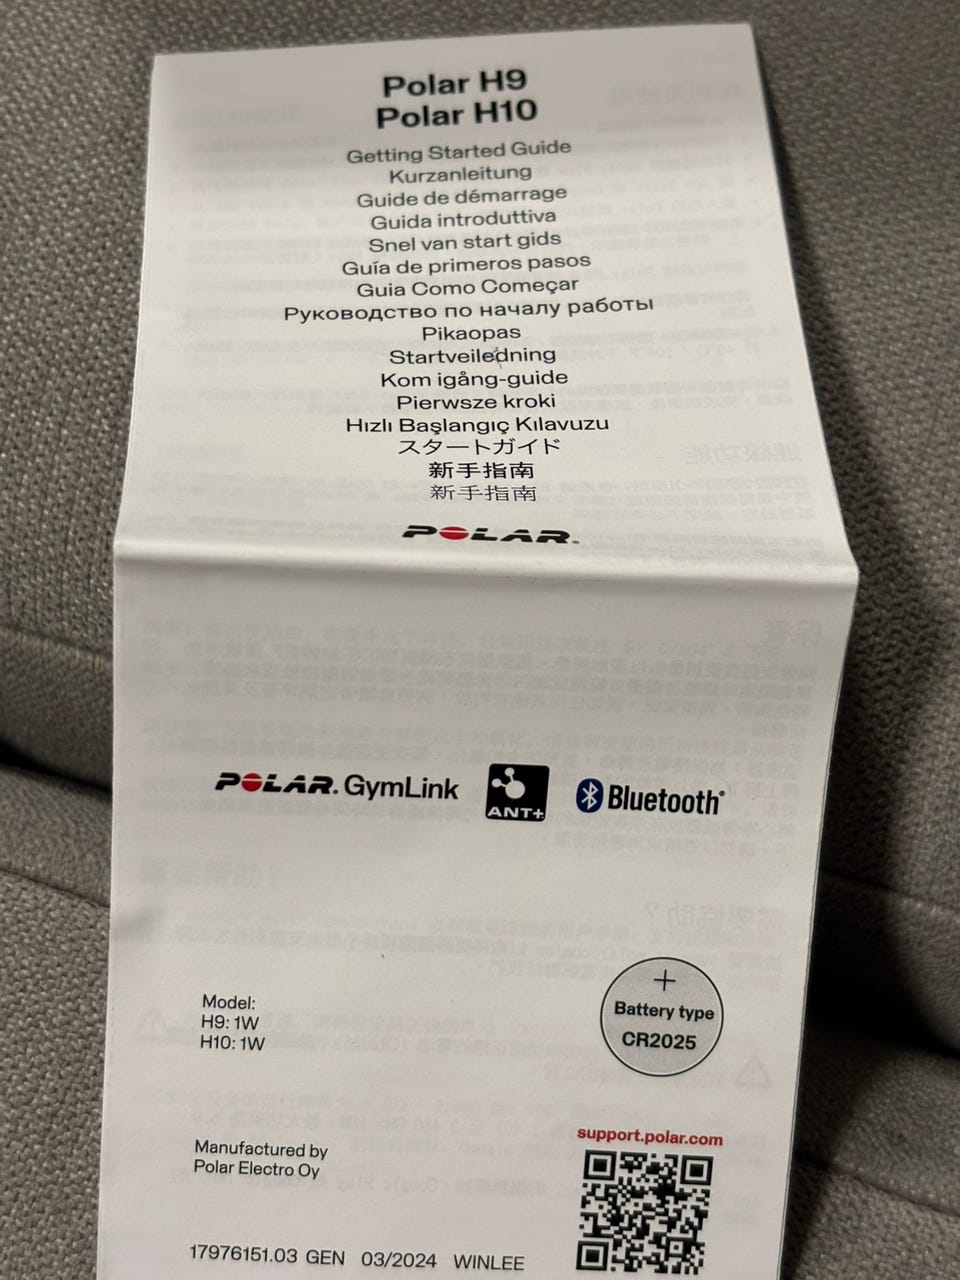 Polar H9
Polar H10
Getting Started Guide
Kurzanleitung
Guide de démarrage
Guida introduttiva
Snel van start gids
Guía de primeros pasos
Guia Como Começar
Руководство по началу работы
Pikaopas
Startveiledning
Kom igång-guide
Pierwsze kroki
Hızlı Başlangıç Kılavuzu
スタートガイド
新手指南
新手指南
POLAR.
POLAR. GymLink ANT+ Bluetooth®
+
Battery type
CR2025
Model:
H9: 1W
H10: 1W
support.polar.com
Manufactured by
Polar Electro Oy
17976151.03 GEN 03/2024 WINLEE